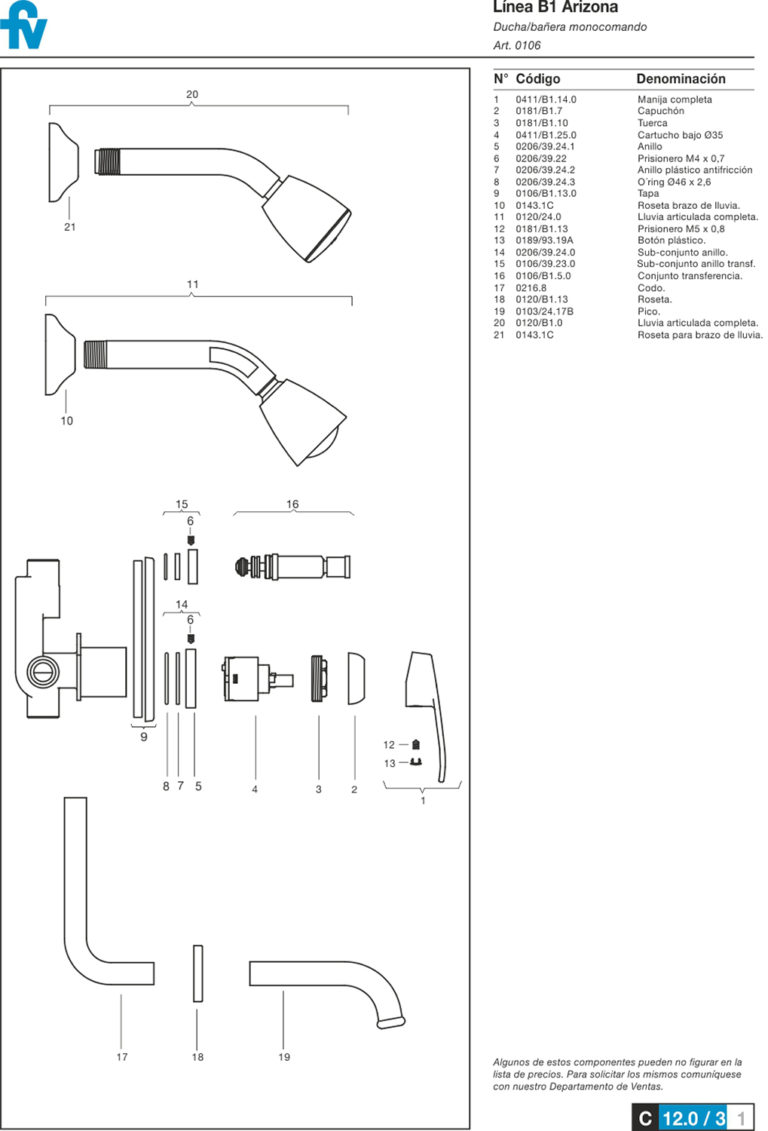 fv
Línea B1 Arizona
Ducha/bañera monocomando
Art. 0106
N° Código Denominación
1 0411/B1.14.0 Manija completa
2 0181/B1.7 Capuchón
3 0181/B1.10 Tuerca
4 0411/B1.25.0 Cartucho bajo Ø35
5 0206/39.24.1 Anillo
6 0206/39.22 Prisionero M4 x 0,7
7 0206/39.24.2 Anillo plástico antifricción
8 0206/39.24.3 O´ring Ø46 x 2,6
9 0106/B1.13.0 Tapa
10 0143.1C Roseta brazo de lluvia.
11 0120/24.0 Lluvia articulada completa.
12 0181/B1.13 Prisionero M5 x 0,8
13 0189/93.19A Botón plástico.
14 0206/39.24.0 Sub-conjunto anillo.
15 0106/39.23.0 Sub-conjunto anillo transf.
16 0106/B1.5.0 Conjunto transferencia.
17 0216.8 Codo.
18 0120/B1.13 Roseta.
19 0103/24.17B Pico.
20 0120/B1.0 Lluvia articulada completa.
21 0143.1C Roseta para brazo de lluvia.
20
21
11
10
15 16
6
14
6
9
12
13
8 7 5 4 3 2
1
17 18 19
Algunos de estos componentes pueden no figurar en la
lista de precios. Para solicitar los mismos comuníquese
con nuestro Departamento de Ventas.
C 12.0 / 3 1